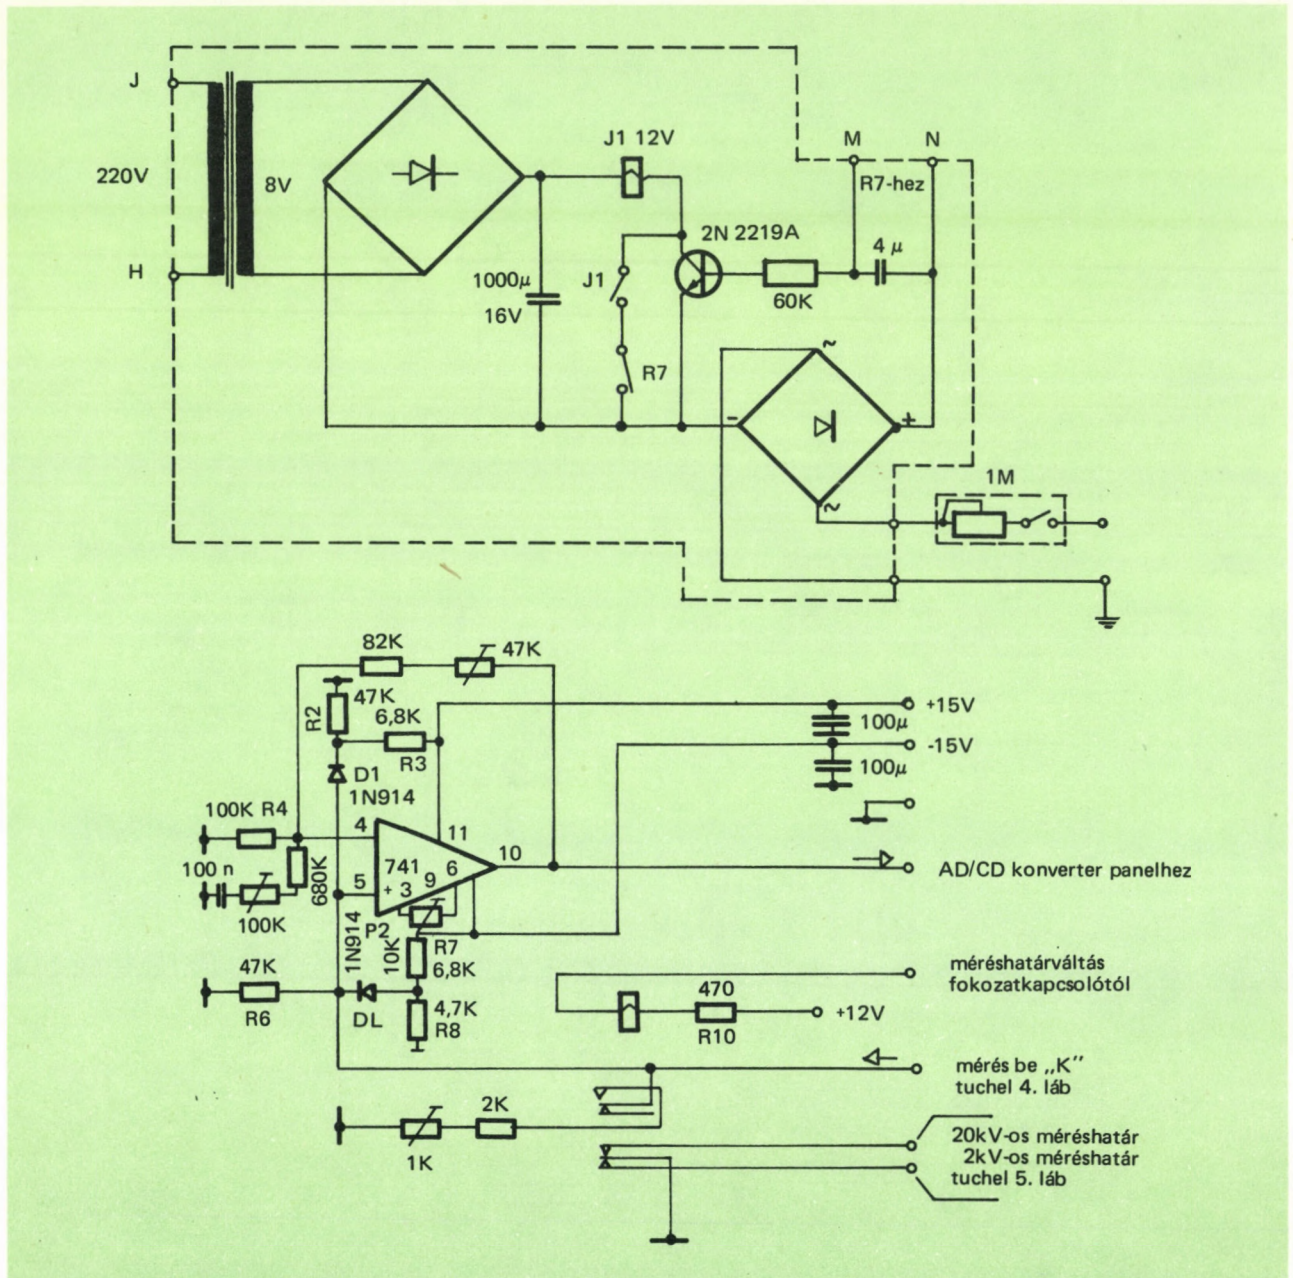 J
220V
H
8V
J1 12V
M
N
R7-hez
2N 2219A
4 µ
1000µ
16V
J1
60K
R7
~
-
+
~
1M
82K
47K
R2
47K
6,8K
R3
+15V
100µ
-15V
100µ
D1
1N914
100K R4
4
11
10
741
5
+ 3 9 6
100 n
680K
100K
AD/CD konverter panelhez
1N914
P2
10K
R7
6,8K
47K
R6
DL
4,7K
R8
méréshatárváltás
fokozatkapcsolótól
470
R10
+12V
mérés be „K”
tuchel 4. láb
2K
1K
20kV-os méréshatár
2kV-os méréshatár
tuchel 5. láb